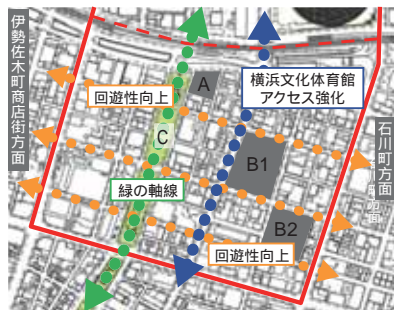 伊勢佐木町商店街方面
A
回遊性向上
横浜文化体育館
アクセス強化
C
石川町方面
B1
緑の軸線
B2
回遊性向上